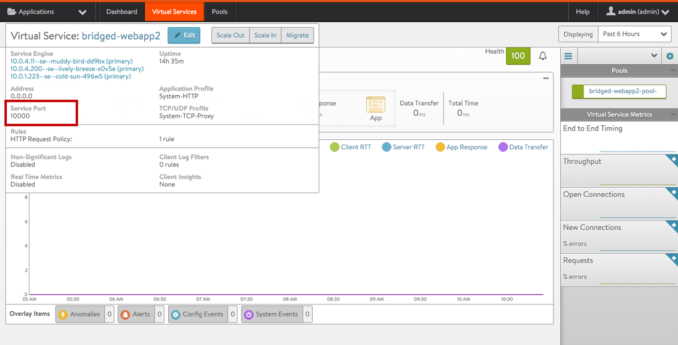 Applications
Dashboard
Virtual Services
Pools
Help
admin (admin)
Virtual Service: bridged-webapp2
Edit
Scale Out
Scale In
Migrate
Displaying
Past 6 Hours
Service Engine
10.0.4.11--se--muddy-bird-dd9bx (primary)
10.0.4.200--se--lively-breeze-a0v5e (primary)
10.0.1.223--se--cold-sun-496w5 (primary)
Uptime
14h 35m
Health
100
Address
0.0.0.0
Application Profile
System-HTTP
Service Port
10000
TCP/UDP Profile
System-TCP-Proxy
Rules
HTTP Request Policy:
1 rule
Non-Significant Logs
Disabled
Client Log Filters
0 rules
Real Time Metrics
Disabled
Client Insights
None
App
Data Transfer
0ms
Total Time
0ms
Client RTT
Server RTT
App Response
Data Transfer
8
6
4
2
0
05 AM
05:30
06 AM
06:30
07 AM
07:30
08 AM
08:30
09 AM
09:30
10 AM
10:30
Overlay Items
Anomalies
0
Alerts
0
Config Events
0
System Events
0
Pools
bridged-webapp2-pool-
Virtual Service Metrics
End to End Timing
Throughput
Open Connections
New Connections
% errors
Requests
% errors